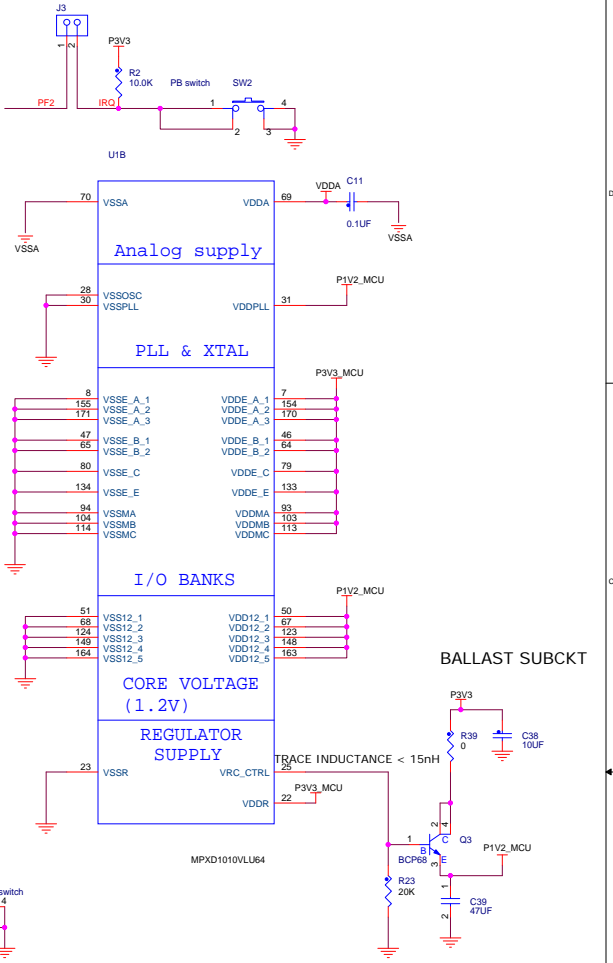 J3
1 2
P3V3
R2
10.0K
PB switch
SW2
PF2
IRQ
1 4
2 3
U1B
70 VSSA VDDA 69
VDDA
C11
0.1UF
VSSA
VSSA
Analog supply
28 VSSOSC
30 VSSPLL VDDPLL 31
P1V2_MCU
PLL & XTAL
P3V3_MCU
8 VSSE_A_1 VDDE_A_1 7
155 VSSE_A_2 VDDE_A_2 154
171 VSSE_A_3 VDDE_A_3 170
47 VSSE_B_1 VDDE_B_1 46
65 VSSE_B_2 VDDE_B_2 64
80 VSSE_C VDDE_C 79
134 VSSE_E VDDE_E 133
94 VSSMA VDDMA 93
104 VSSMB VDDMB 103
114 VSSMC VDDMC 113
I/O BANKS
P1V2_MCU
51 VSS12_1 VDD12_1 50
68 VSS12_2 VDD12_2 67
124 VSS12_3 VDD12_3 123
149 VSS12_4 VDD12_4 148
164 VSS12_5 VDD12_5 163
CORE VOLTAGE
(1.2V)
REGULATOR
SUPPLY
TRACE INDUCTANCE < 15nH
23 VSSR VRC_CTRL 25
VDDR 22
P3V3_MCU
MPXD1010VLU64
BALLAST SUBCKT
P3V3
R39
0
C38
10UF
2 4
1 B C E Q3
BCP68
3
P1V2_MCU
R23
20K
1
2
C39
47UF
switch
4
D
C